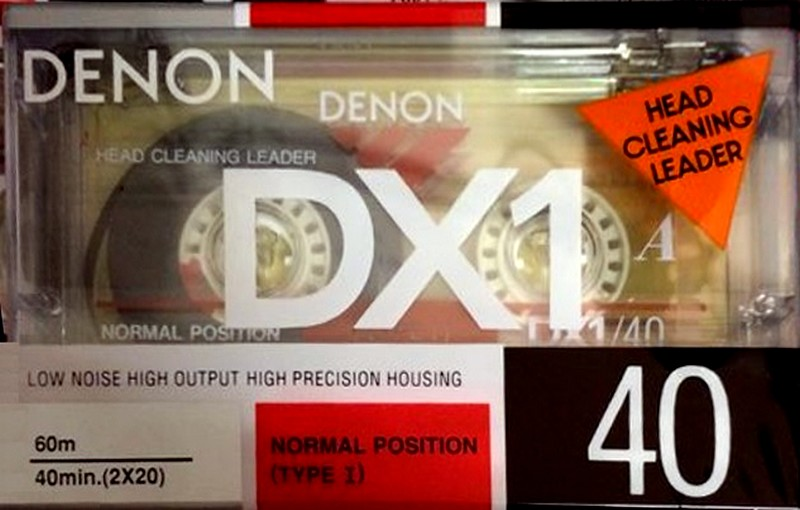 DENON
DENON
HEAD
CLEANING
LEADER
HEAD CLEANING LEADER
DX1
A
NORMAL POSITION
DX1/40
LOW NOISE HIGH OUTPUT HIGH PRECISION HOUSING
40
60m
40min.(2X20)
NORMAL POSITION
(TYPE I)